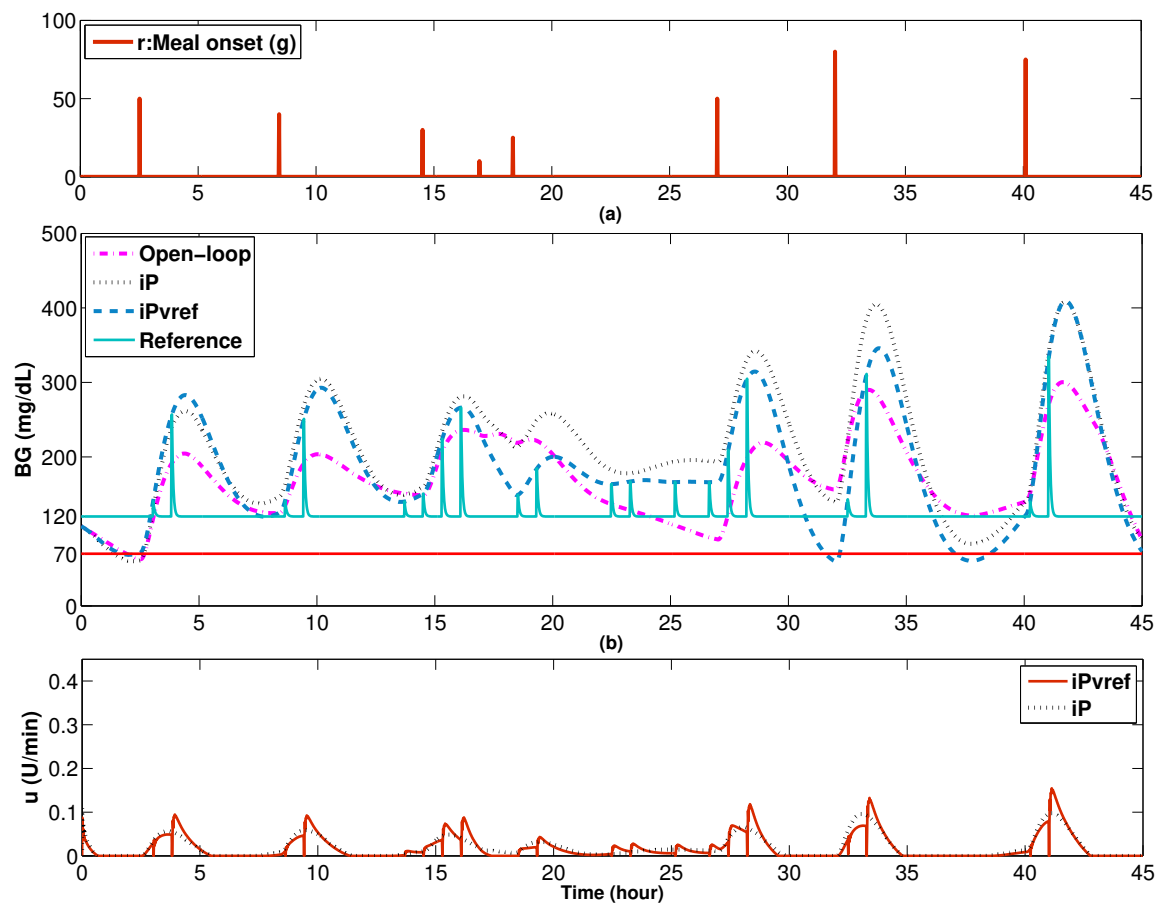 100
50
0
r:Meal onset (g)
0 5 10 15 20 25 30 35 40 45
(a)
BG (mg/dL)
500
400
300
200
120
70
0
Open-loop
iP
iPvref
Reference
0 5 10 15 20 25 30 35 40 45
(b)
u (U/min)
0.4
0.3
0.2
0.1
0
iPvref
iP
0 5 10 15 20 25 30 35 40 45
Time (hour)